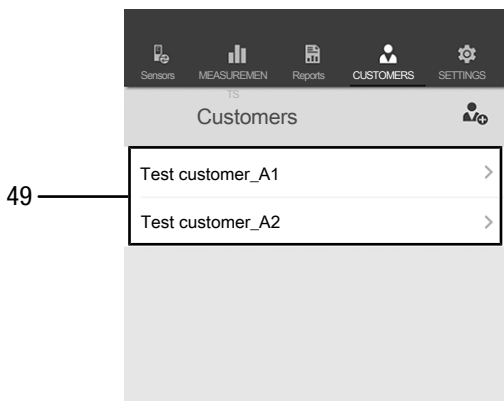 Sensors MEASUREMEN Reports CUSTOMERS SETTINGS
TS
Customers
Test customer_A1
49
Test customer_A2